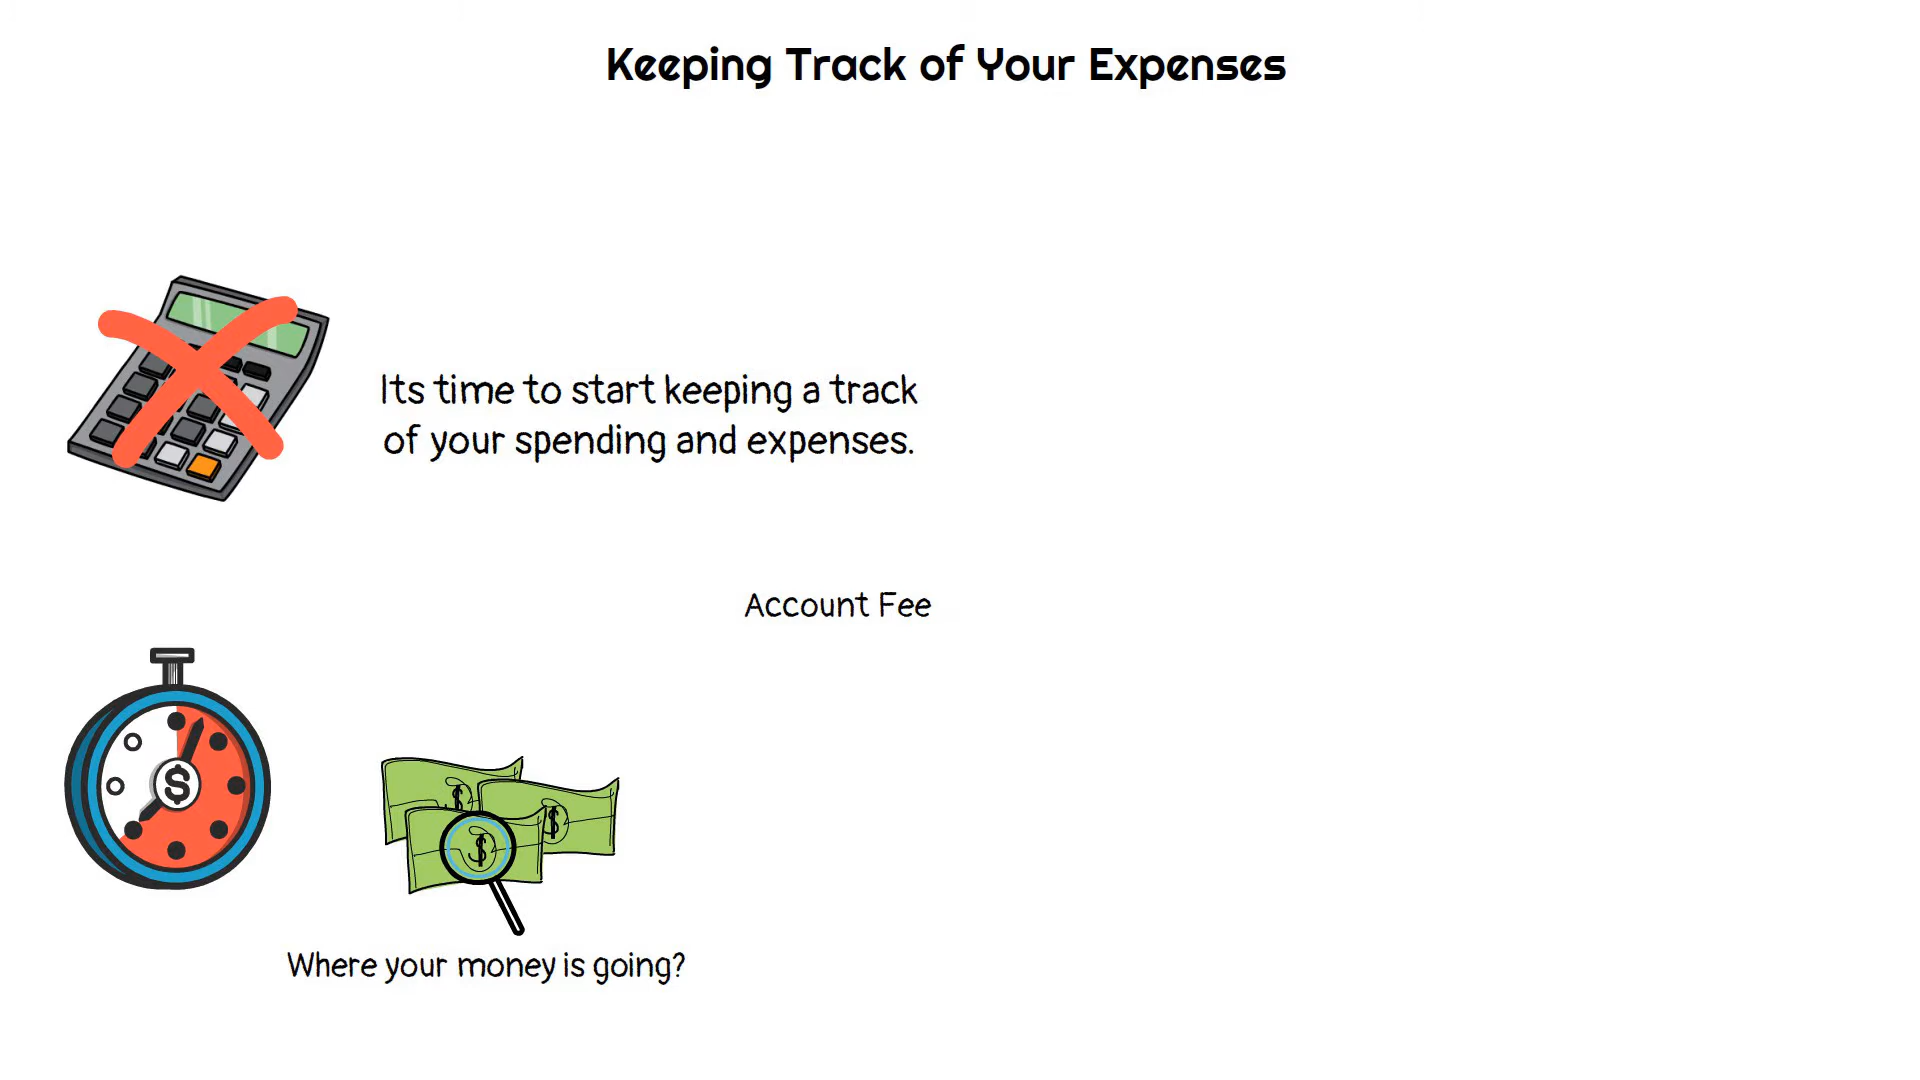 Keeping Track of Your Expenses
Its time to start keeping a track
of your spending and expenses.
Account Fee
Where your money is going?